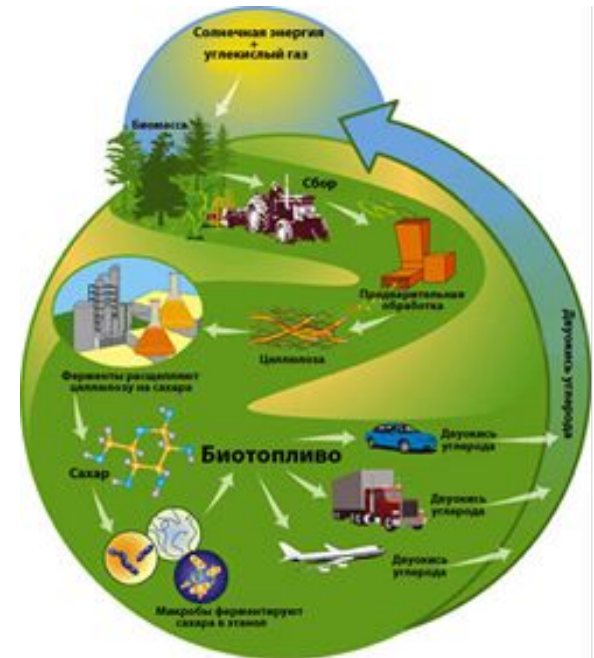 Солнечная энергия
+
углекислый газ
Биомасса
Сбор
Предварительная
обработка
Целлюлоза
Ферменты расщепляют
целлюлозу на сахара
Сахар
Биотопливо
Микробы ферментируют
сахара в этанол
Двуокись
углерода
Двуокись
углерода
Двуокись
углерода
Двуокись углерода